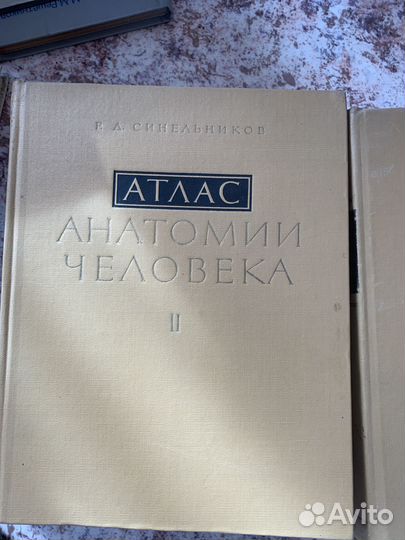 Р. Д. СИНЕЛЬНИКОВ
АТЛАС
АНАТОМИИ
ЧЕЛОВЕКА
II
Avito